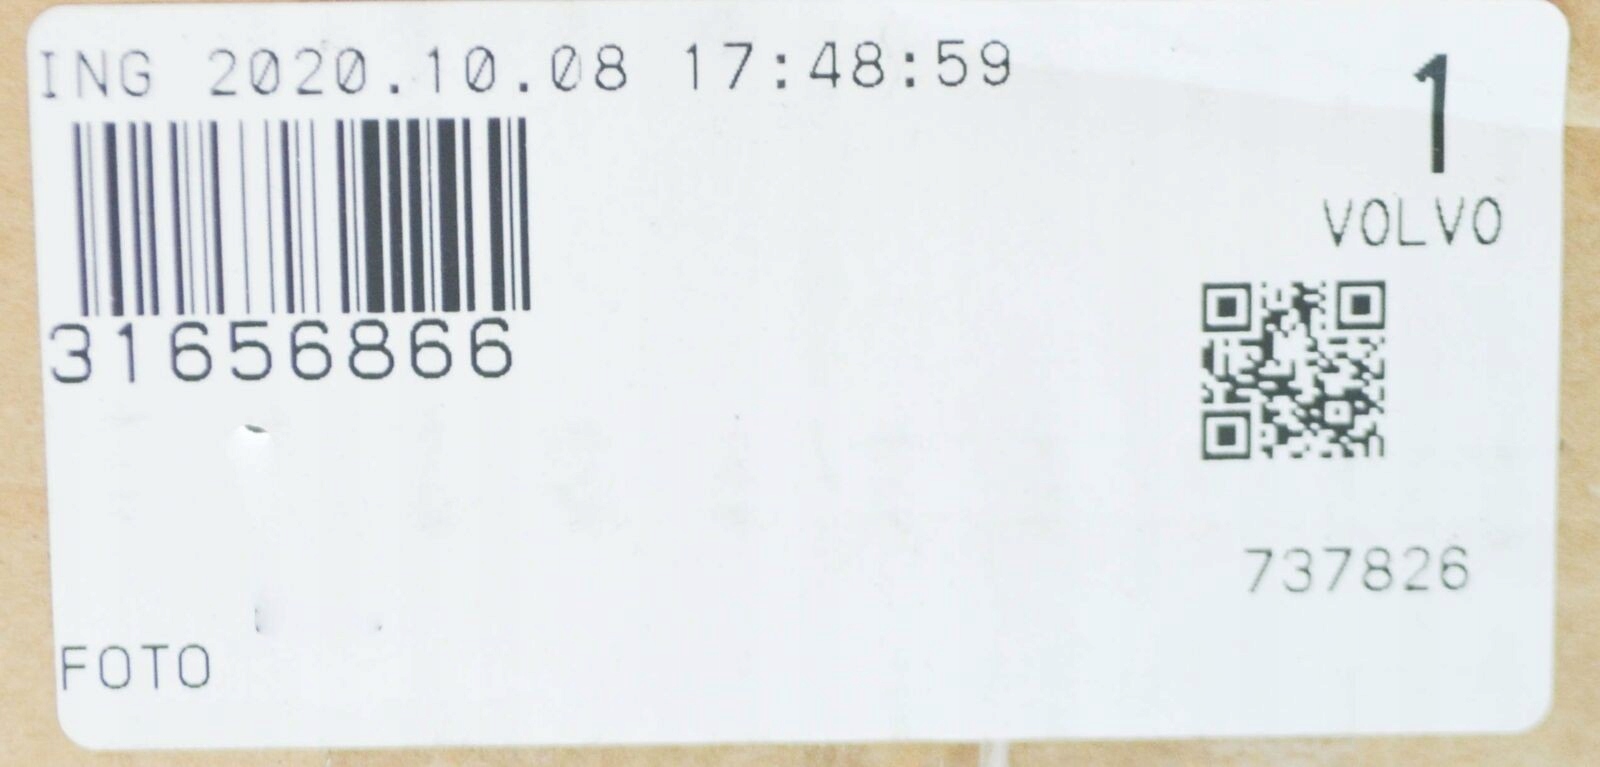 ING 2020.10.08 17:48:59
1
VOLVO
31656866
737826
FOTO